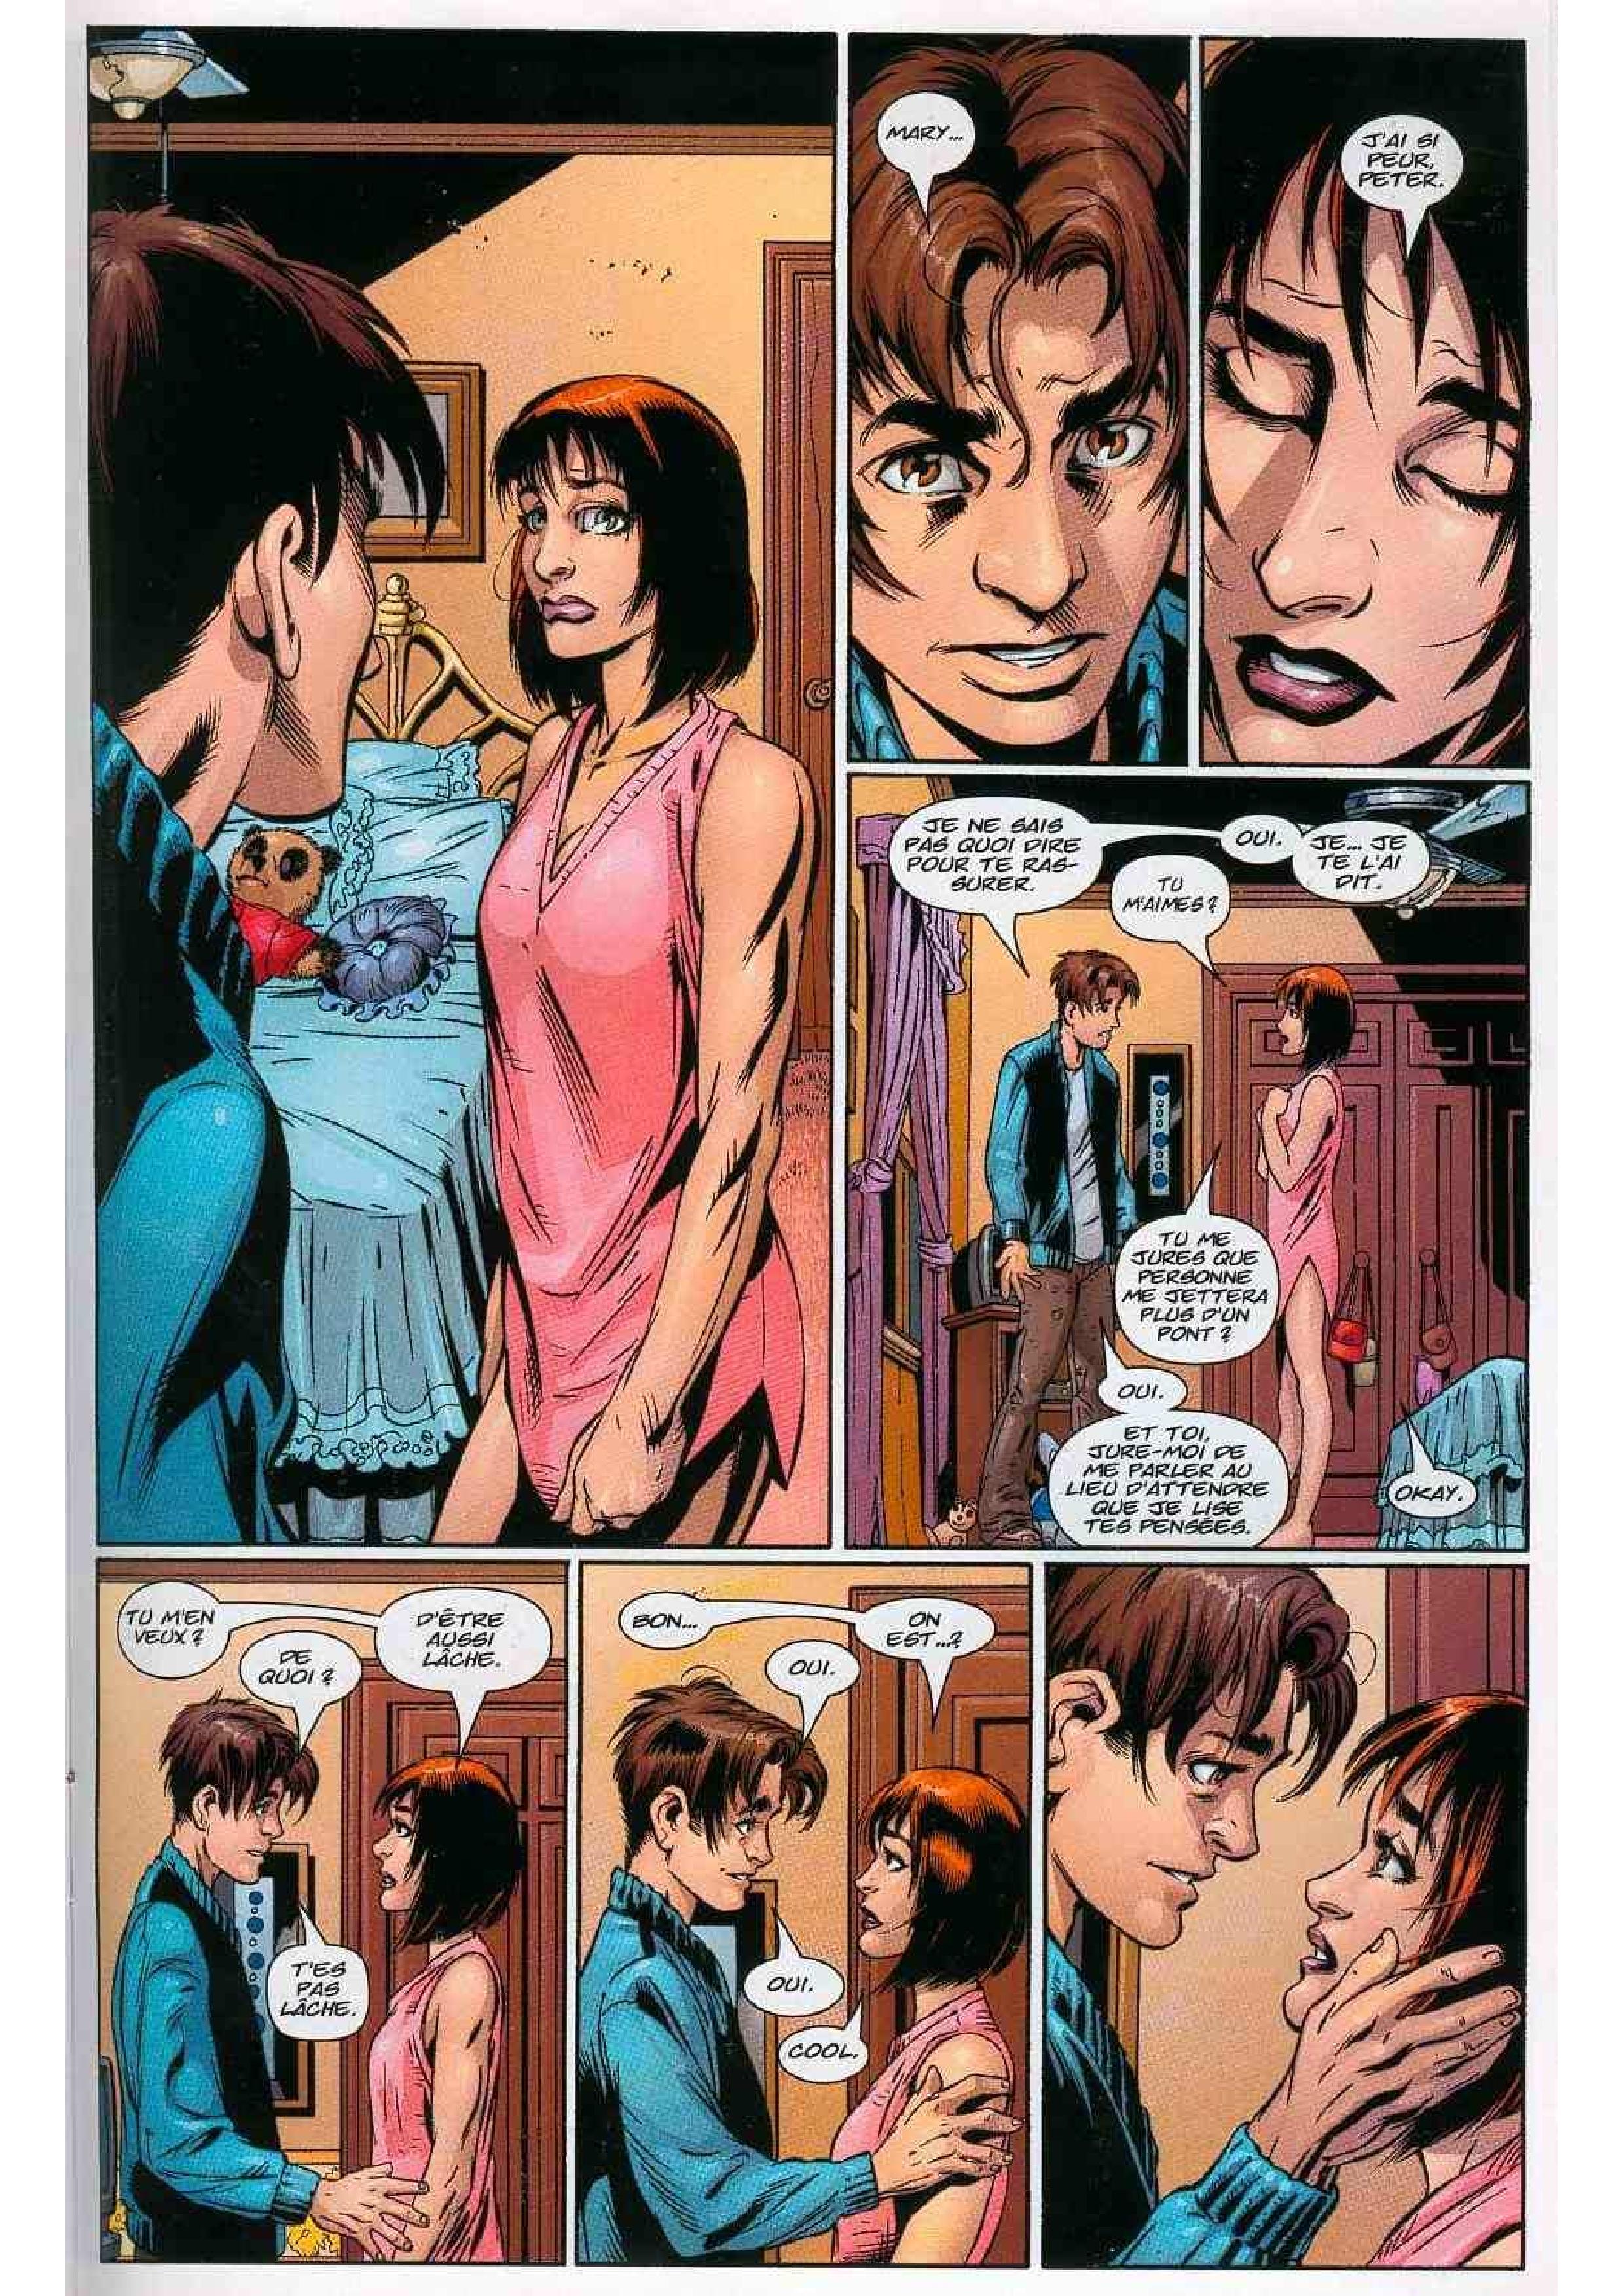 MARY...
J'AI SI
PEUR,
PETER.
JE NE SAIS
PAS QUOI DIRE
POUR TE RAS-
SURER.
TU
M'AIMES ?
OUI.
JE... JE
TE L'AI
DIT.
TU ME
JURES QUE
PERSONNE
ME JETTERA
PLUS D'UN
PONT ?
OUI.
ET TOI,
JURE-MOI DE
ME PARLER AU
LIEU D'ATTENDRE
QUE JE LISE
TES PENSÉES.
OKAY.
TU M'EN
VEUX ?
DE
QUOI ?
D'ÊTRE
AUSSI
LÂCHE.
T'ES
PAS
LÂCHE.
BON...
OUI.
ON
EST...?
OUI.
COOL.